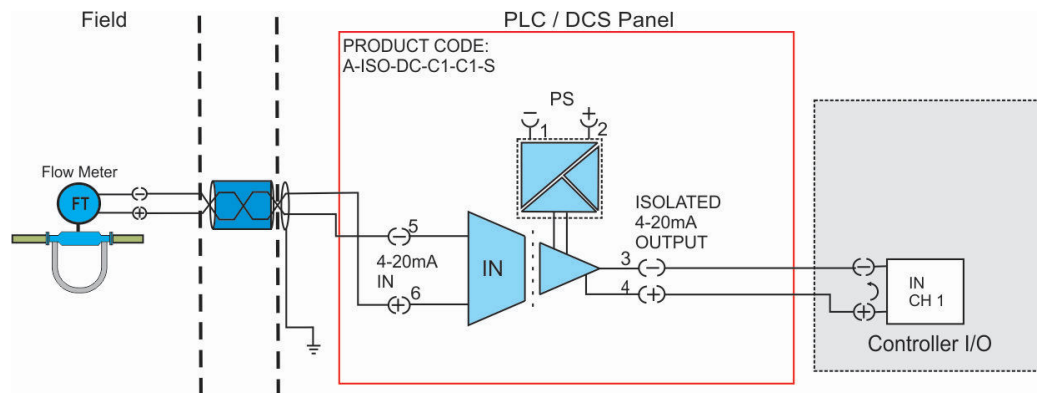 Field
PLC / DCS Panel
PRODUCT CODE:
A-ISO-DC-C1-C1-S
PS
- +
1 2
Flow Meter
FT
-
+
- 5
4-20mA
IN
+ 6
IN
ISOLATED
4-20mA
OUTPUT
3 -
4 +
-
+
IN
CH 1
Controller I/O